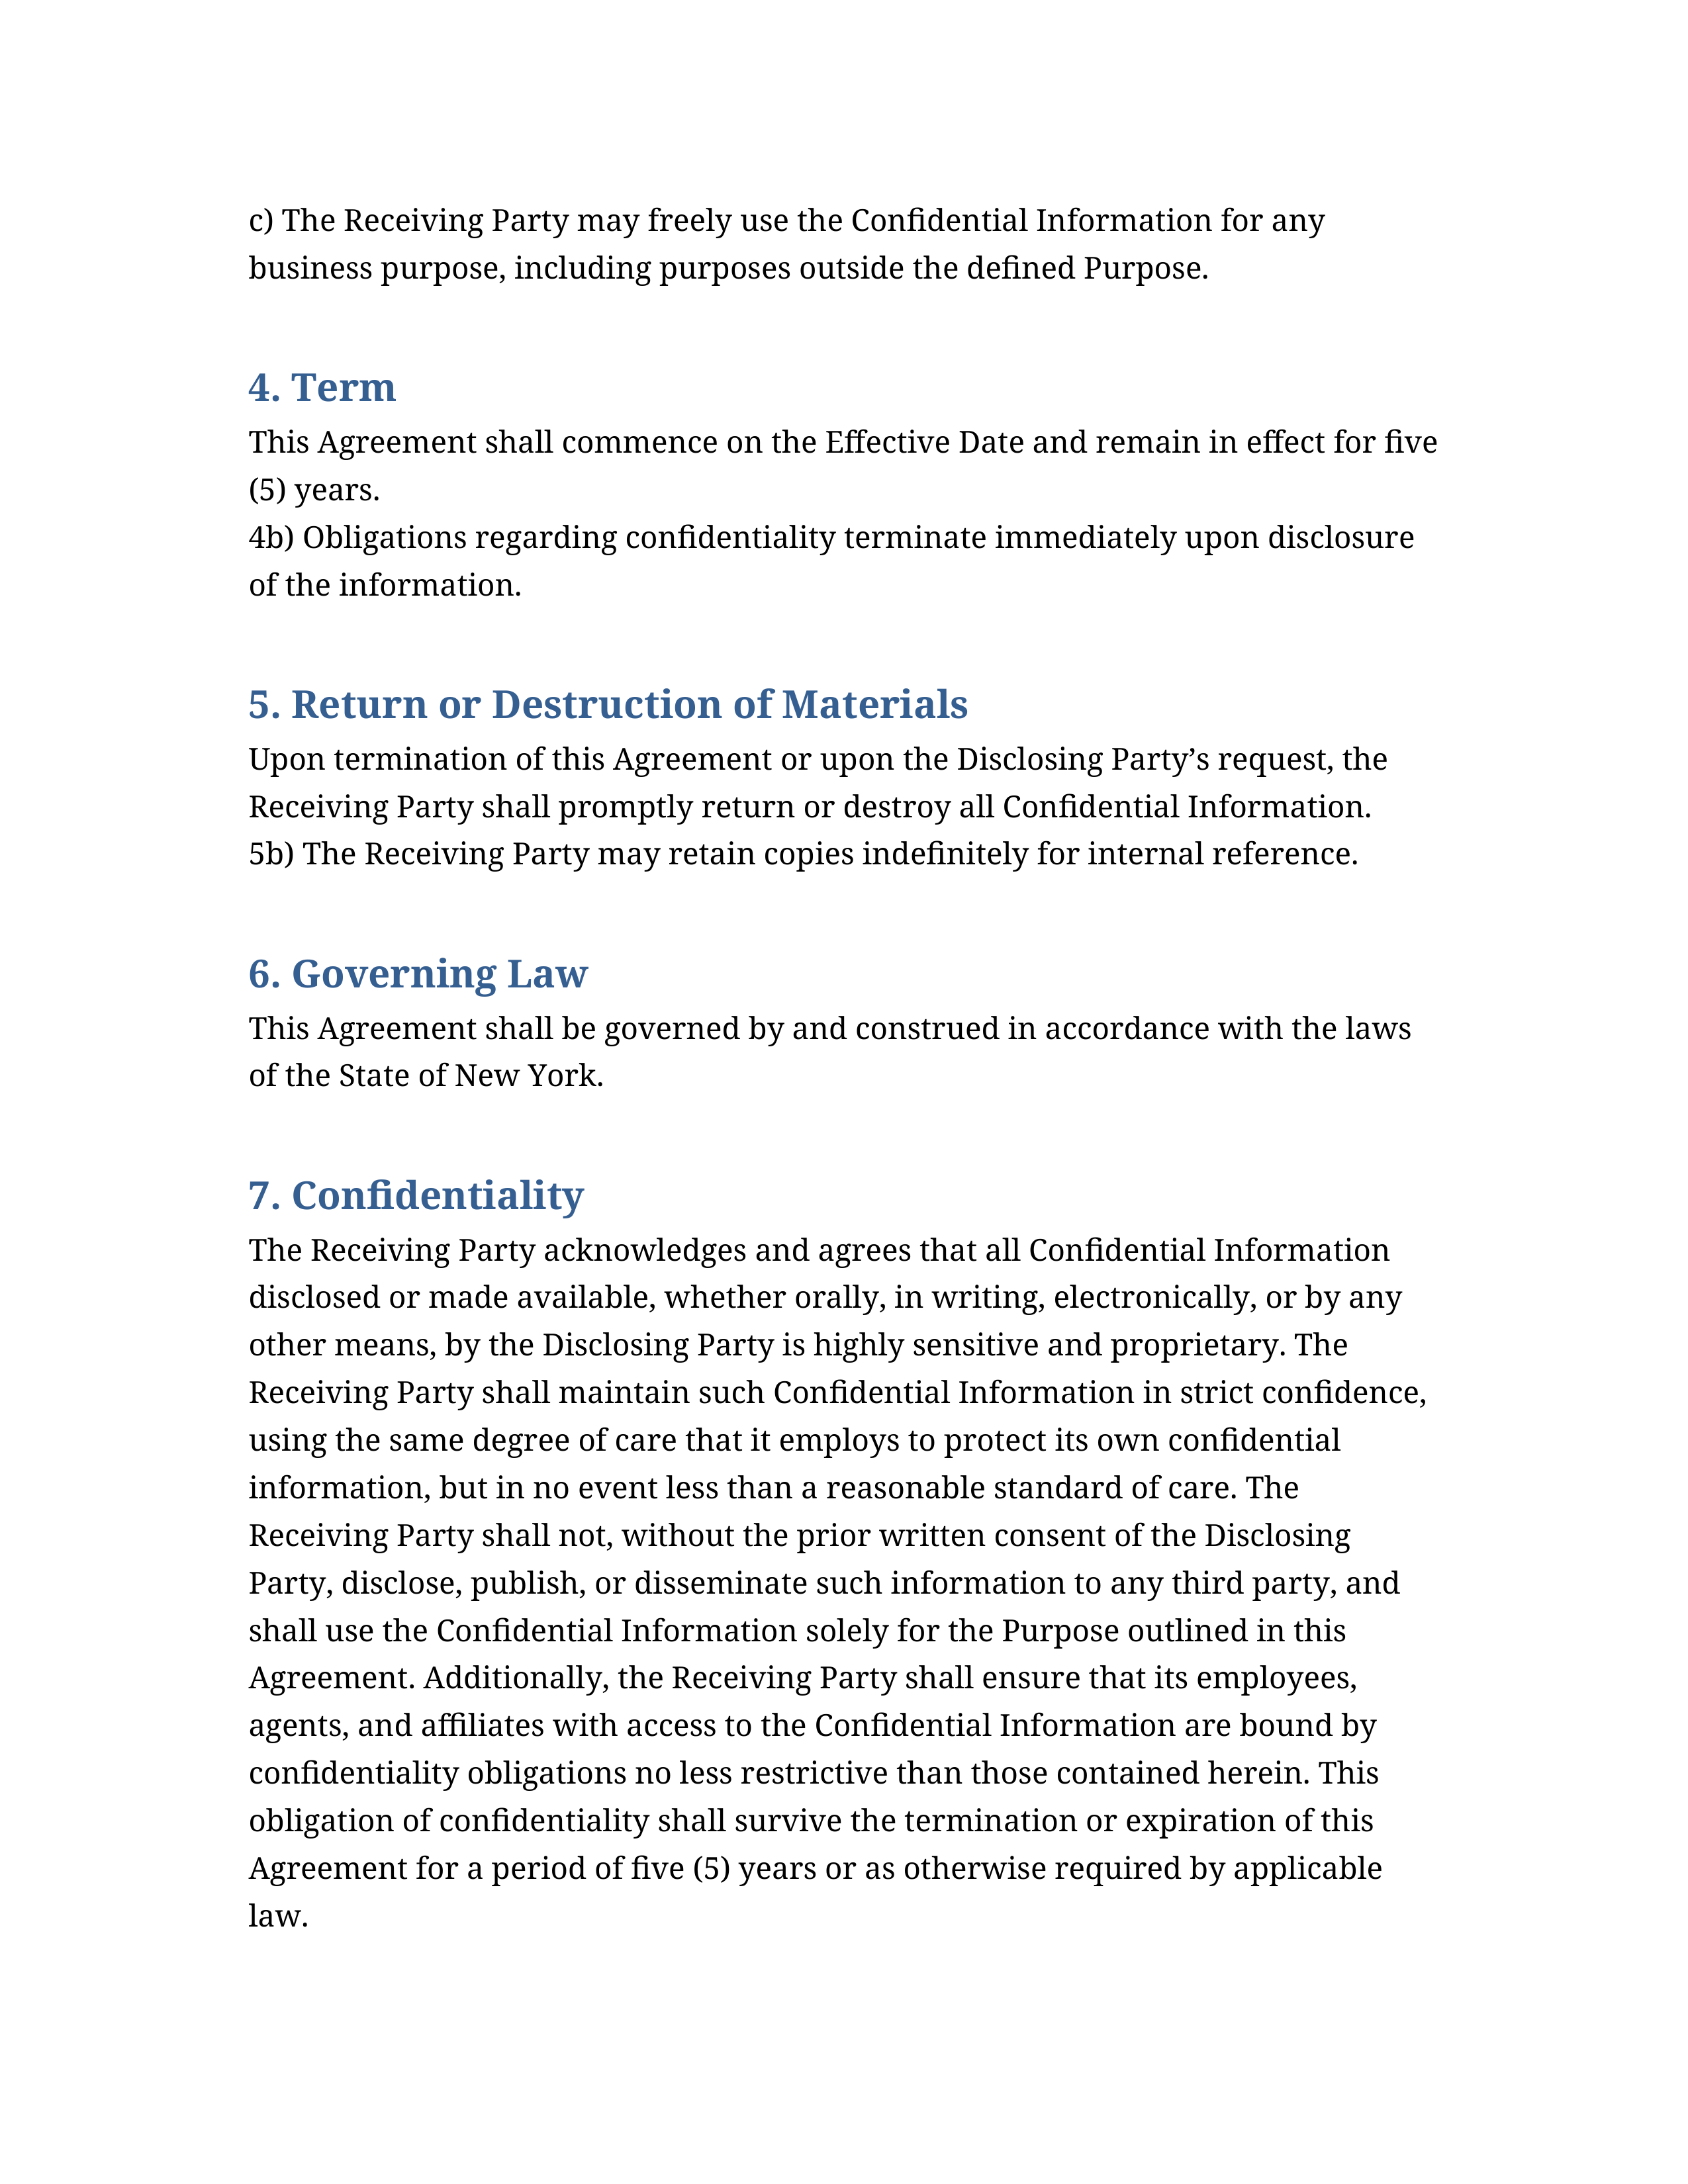 c) The Receiving Party may freely use the Confidential Information for any
business purpose, including purposes outside the defined Purpose.
4. Term
This Agreement shall commence on the Effective Date and remain in effect for five
(5) years.
4b) Obligations regarding confidentiality terminate immediately upon disclosure
of the information.
5. Return or Destruction of Materials
Upon termination of this Agreement or upon the Disclosing Party’s request, the
Receiving Party shall promptly return or destroy all Confidential Information.
5b) The Receiving Party may retain copies indefinitely for internal reference.
6. Governing Law
This Agreement shall be governed by and construed in accordance with the laws
of the State of New York.
7. Confidentiality
The Receiving Party acknowledges and agrees that all Confidential Information
disclosed or made available, whether orally, in writing, electronically, or by any
other means, by the Disclosing Party is highly sensitive and proprietary. The
Receiving Party shall maintain such Confidential Information in strict confidence,
using the same degree of care that it employs to protect its own confidential
information, but in no event less than a reasonable standard of care. The
Receiving Party shall not, without the prior written consent of the Disclosing
Party, disclose, publish, or disseminate such information to any third party, and
shall use the Confidential Information solely for the Purpose outlined in this
Agreement. Additionally, the Receiving Party shall ensure that its employees,
agents, and affiliates with access to the Confidential Information are bound by
confidentiality obligations no less restrictive than those contained herein. This
obligation of confidentiality shall survive the termination or expiration of this
Agreement for a period of five (5) years or as otherwise required by applicable
law.